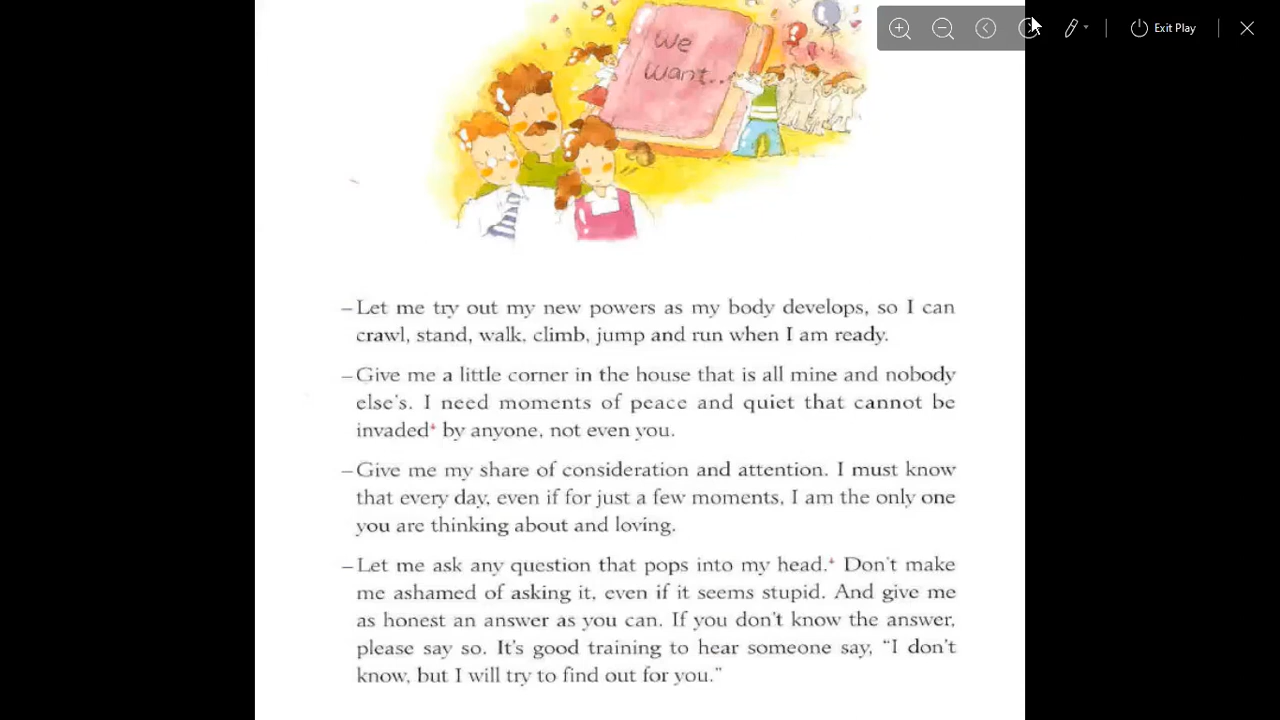 We
want..
Exit Play
– Let me try out my new powers as my body develops, so I can
crawl, stand, walk, climb, jump and run when I am ready.
– Give me a little corner in the house that is all mine and nobody
else's. I need moments of peace and quiet that cannot be
invaded⁺ by anyone, not even you.
– Give me my share of consideration and attention. I must know
that every day, even if for just a few moments, I am the only one
you are thinking about and loving.
– Let me ask any question that pops into my head.⁺ Don't make
me ashamed of asking it, even if it seems stupid. And give me
as honest an answer as you can. If you don't know the answer,
please say so. It's good training to hear someone say, “I don't
know, but I will try to find out for you.”